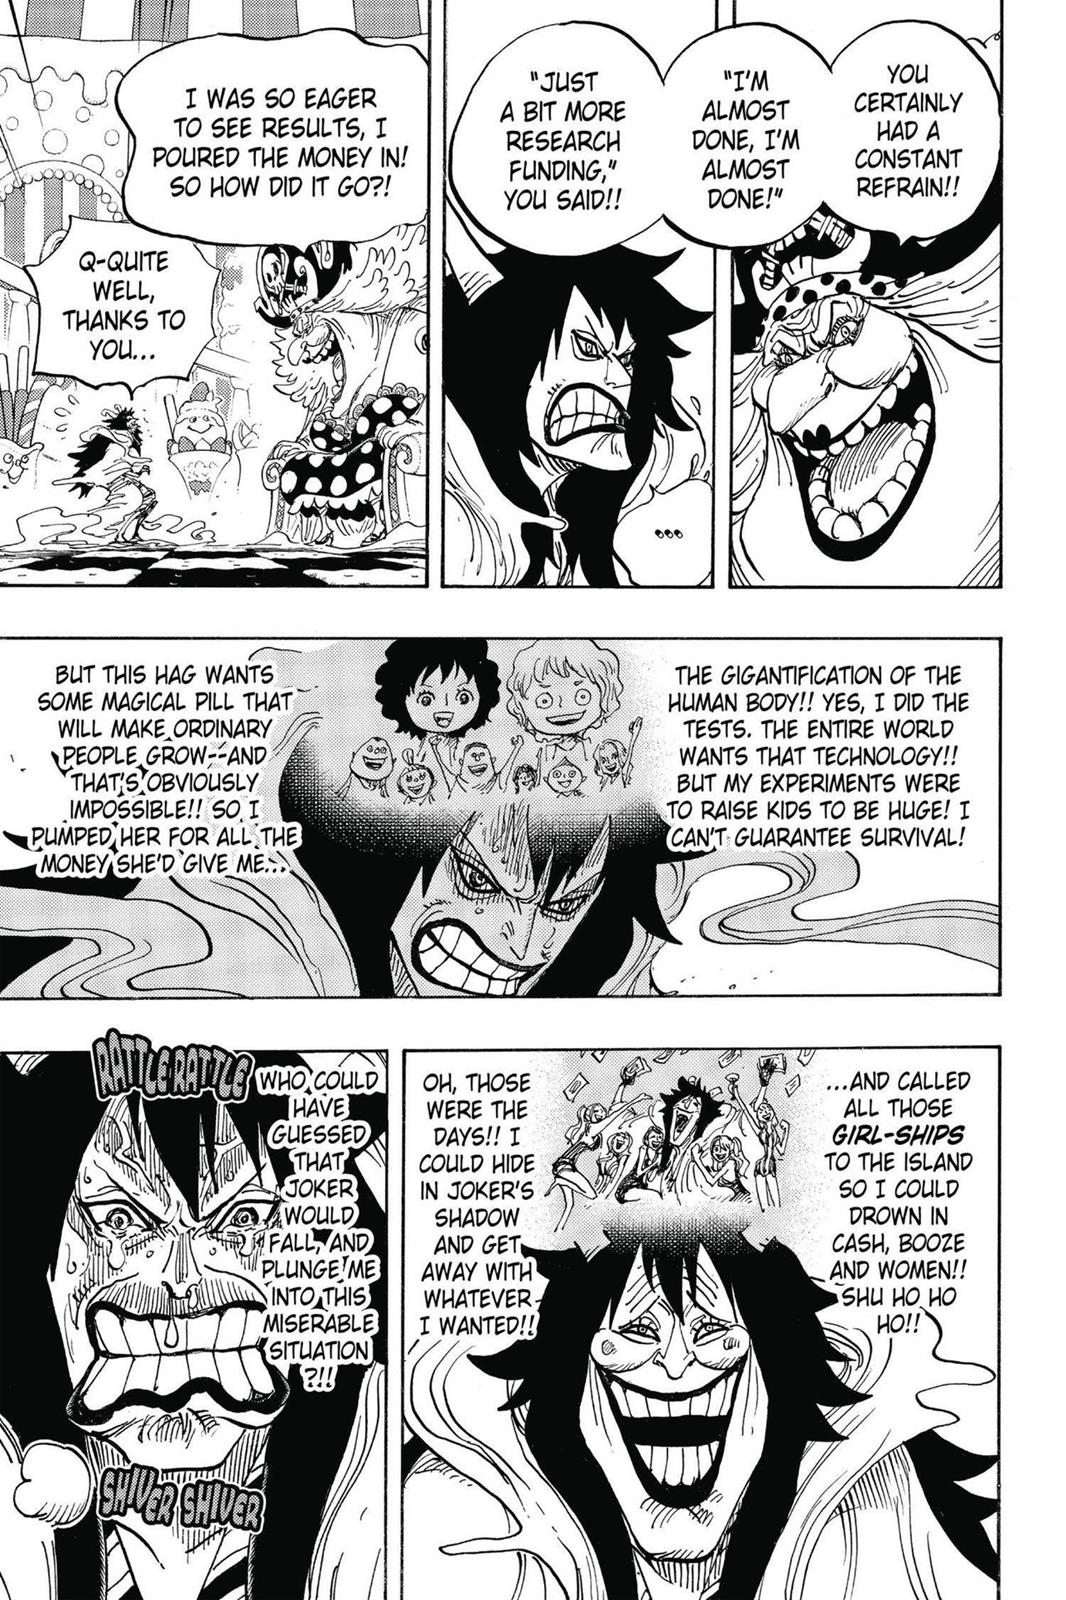 YOU
CERTAINLY
HAD A
CONSTANT
REFRAIN!!
"I'M
ALMOST
DONE, I'M
ALMOST
DONE!"
"JUST
A BIT MORE
RESEARCH
FUNDING,"
YOU SAID!!
...
I WAS SO EAGER
TO SEE RESULTS, I
POURED THE MONEY IN!
SO HOW DID IT GO?!
Q-QUITE
WELL,
THANKS TO
YOU...
THE GIGANTIFICATION OF THE
HUMAN BODY!! YES, I DID THE
TESTS. THE ENTIRE WORLD
WANTS THAT TECHNOLOGY!!
BUT MY EXPERIMENTS WERE
TO RAISE KIDS TO BE HUGE! I
CAN'T GUARANTEE SURVIVAL!
BUT THIS HAG WANTS
SOME MAGICAL PILL THAT
WILL MAKE ORDINARY
PEOPLE GROW--AND
THAT'S OBVIOUSLY
IMPOSSIBLE!! SO I
PUMPED HER FOR ALL THE
MONEY SHE'D GIVE ME...
...AND CALLED
ALL THOSE
GIRL-SHIPS
TO THE ISLAND
SO I COULD
DROWN IN
CASH, BOOZE
AND WOMEN!!
SHU HO HO
HO!!
OH, THOSE
WERE THE
DAYS!! I
COULD HIDE
IN JOKER'S
SHADOW
AND GET
AWAY WITH
WHATEVER
I WANTED!!
RATTLE RATTLE
WHO COULD
HAVE
GUESSED
THAT
JOKER
WOULD
FALL, AND
PLUNGE ME
INTO THIS
MISERABLE
SITUATION
?!!
SHIVER SHIVER